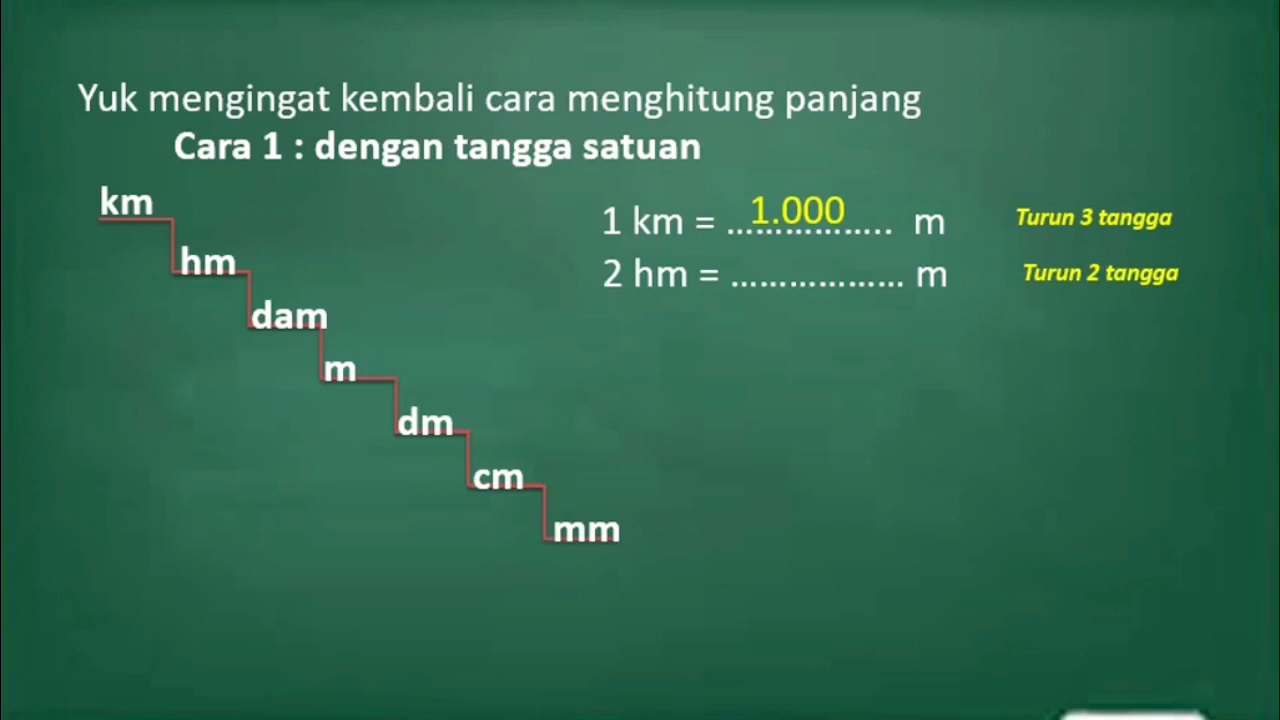 Yuk mengingat kembali cara menghitung panjang
Cara 1 : dengan tangga satuan
km
hm
dam
m
dm
cm
mm
1 km = ....1.000.... m
Turun 3 tangga
2 hm = .................. m
Turun 2 tangga